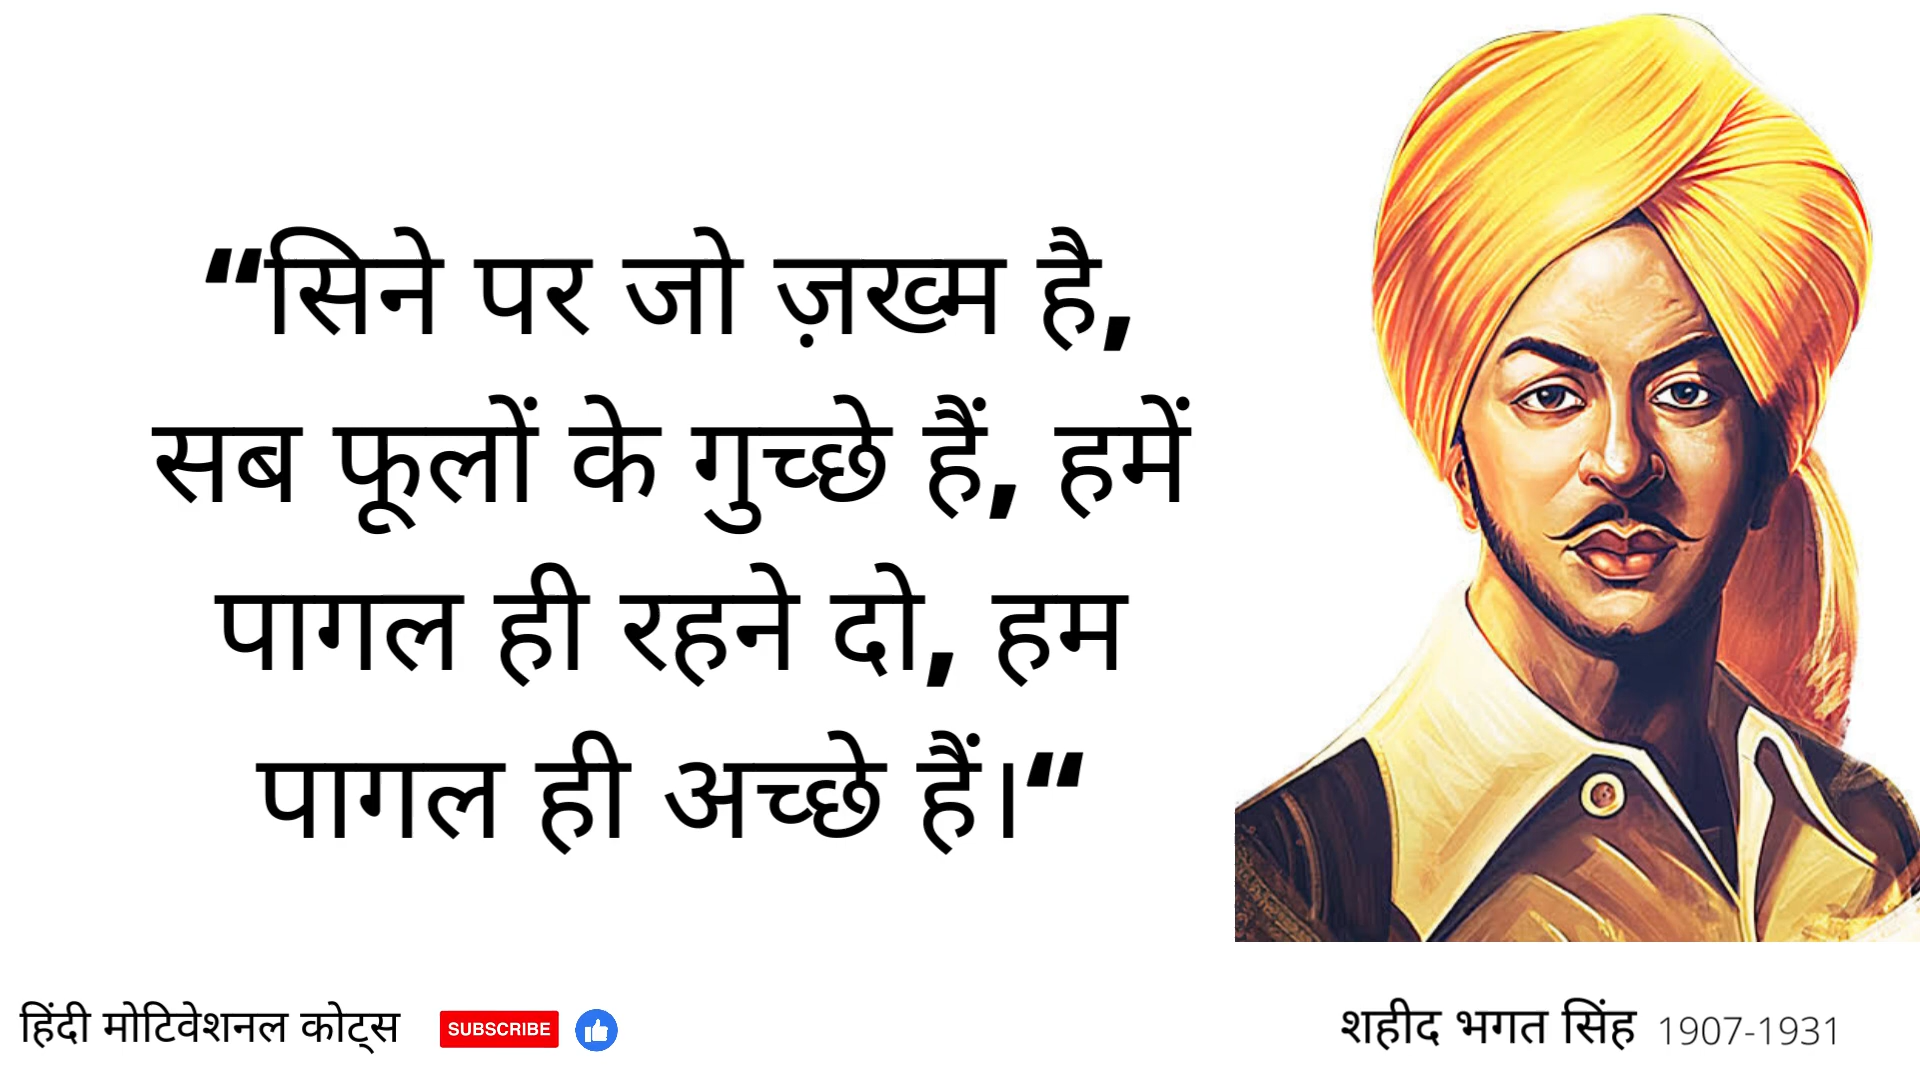 “सिने पर जो ज़ख्म है,
सब फूलों के गुच्छे हैं, हमें
पागल ही रहने दो, हम
पागल ही अच्छे हैं।“
हिंदी मोटिवेशनल कोट्स SUBSCRIBE
शहीद भगत सिंह 1907-1931